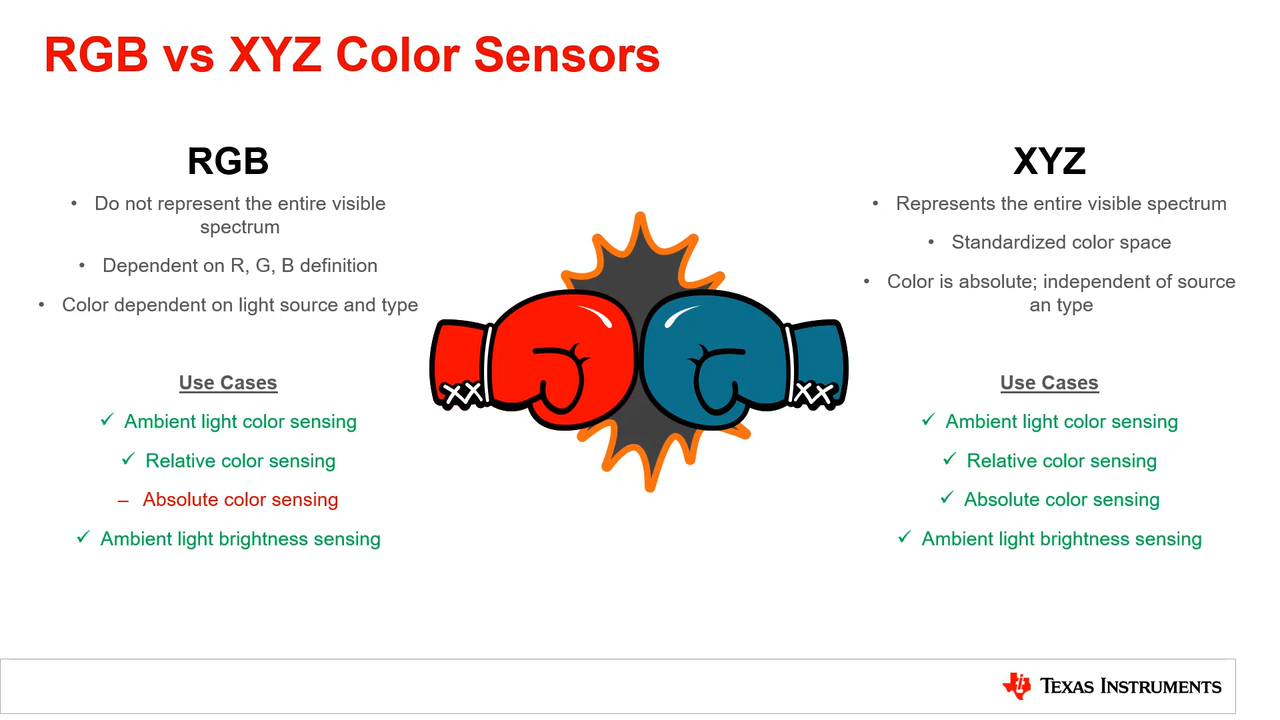 RGB vs XYZ Color Sensors
RGB
• Do not represent the entire visible
spectrum
• Dependent on R, G, B definition
• Color dependent on light source and type
Use Cases
✓ Ambient light color sensing
✓ Relative color sensing
– Absolute color sensing
✓ Ambient light brightness sensing
XYZ
• Represents the entire visible spectrum
• Standardized color space
• Color is absolute; independent of source
an type
Use Cases
✓ Ambient light color sensing
✓ Relative color sensing
✓ Absolute color sensing
✓ Ambient light brightness sensing
TEXAS INSTRUMENTS